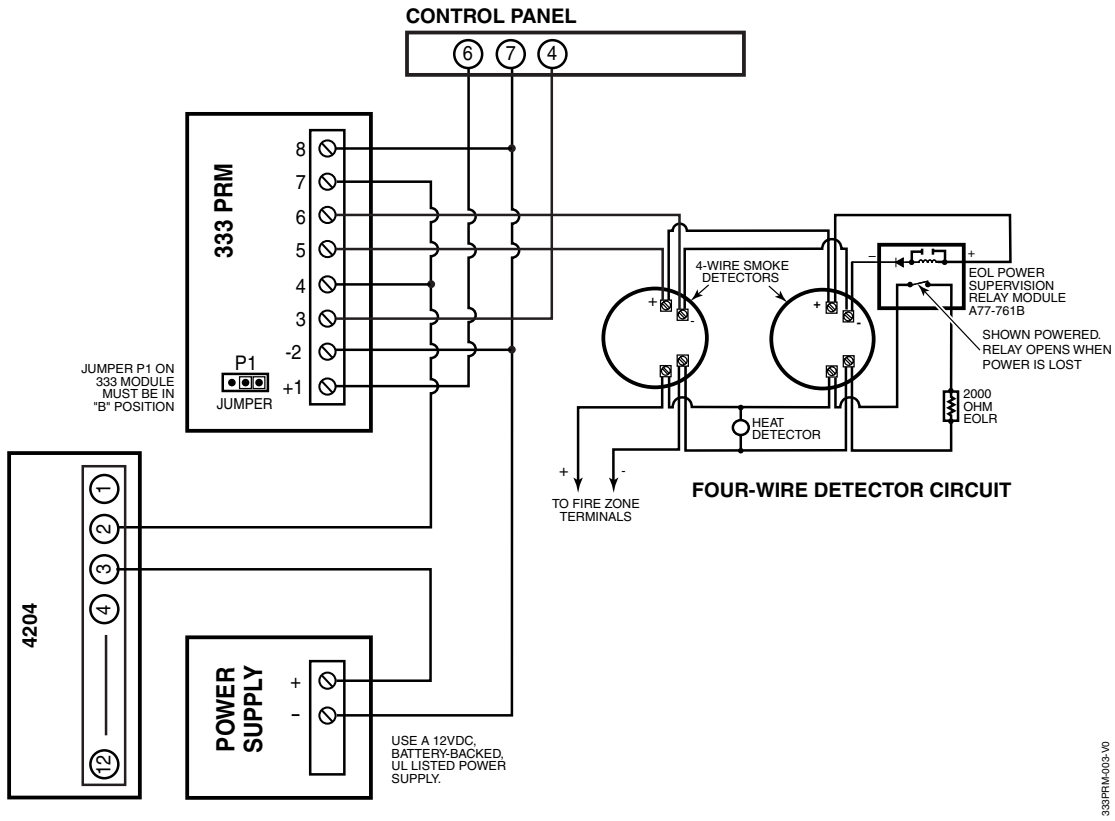 CONTROL PANEL
6 7 4
333 PRM
8
7
6
5
4
3
-2
+1
P1
JUMPER
JUMPER P1 ON
333 MODULE
MUST BE IN
"B" POSITION
4-WIRE SMOKE
DETECTORS
+
-
+
-
–
+
EOL POWER
SUPERVISION
RELAY MODULE
A77-761B
SHOWN POWERED.
RELAY OPENS WHEN
POWER IS LOST
2000
OHM
EOLR
HEAT
DETECTOR
+
-
TO FIRE ZONE
TERMINALS
FOUR-WIRE DETECTOR CIRCUIT
4204
1
2
3
4
12
POWER
SUPPLY
+
–
USE A 12VDC,
BATTERY-BACKED,
UL LISTED POWER
SUPPLY.
333PRM-003-V0